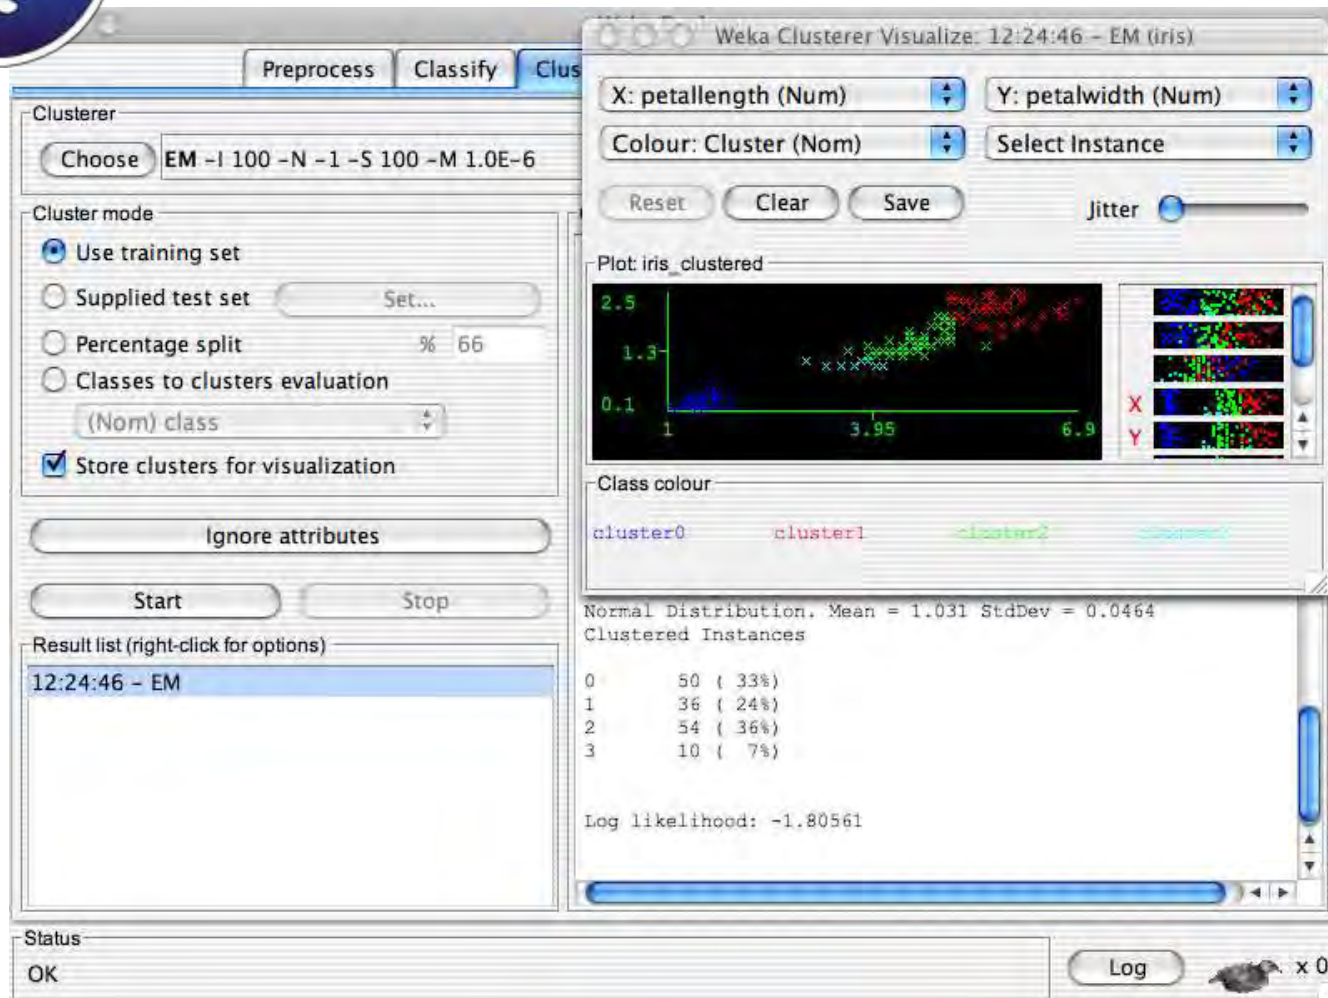 Weka Clusterer Visualize: 12:24:46 – EM (iris)
Preprocess Classify Clus
X: petallength (Num) Y: petalwidth (Num)
Clusterer
Colour: Cluster (Nom) Select Instance
Choose EM –I 100 –N –1 –S 100 –M 1.0E–6
Reset Clear Save Jitter
Cluster mode
Use training set
Supplied test set Set...
Percentage split % 66
Classes to clusters evaluation
(Nom) class
Store clusters for visualization
Plot: iris_clustered
2.5
1.3
0.1
1 3.95 6.9
X
Y
Class colour
cluster0 cluster1 cluster2
Ignore attributes
Start Stop
Normal Distribution. Mean = 1.031 StdDev = 0.0464
Clustered Instances
0 50 ( 33%)
1 36 ( 24%)
2 54 ( 36%)
3 10 ( 7%)
Log likelihood: -1.80561
Result list (right-click for options)
12:24:46 – EM
Status
OK
Log x 0